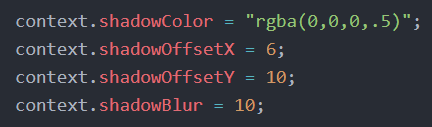 context.shadowColor = "rgba(0,0,0,.5)";
context.shadowOffsetX = 6;
context.shadowOffsetY = 10;
context.shadowBlur = 10;